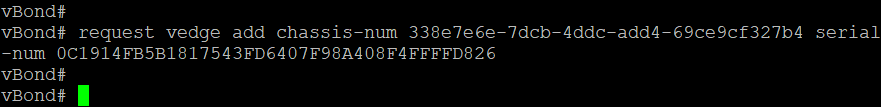 vBond#
vBond# request vedge add chassis-num 338e7e6e-7dcb-4ddc-add4-69ce9cf327b4 serial
-num 0C1914FB5B1817543FD6407F98A408F4FFFFD826
vBond#
vBond#